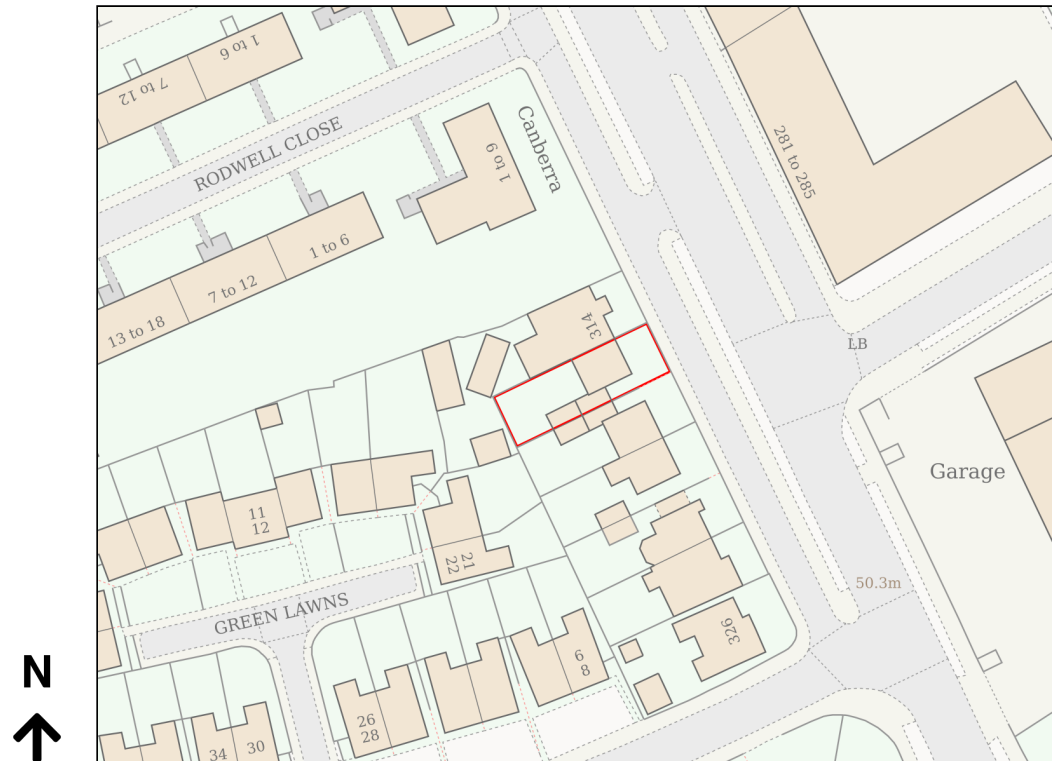 1 to 6
7 to 12
RODWELL CLOSE
Canberra
1 to 9
281 to 285
1 to 6
7 to 12
13 to 18
314
LB
Garage
11
12
21
22
50.3m
GREEN LAWNS
326
6
8
26
28
34
30
N